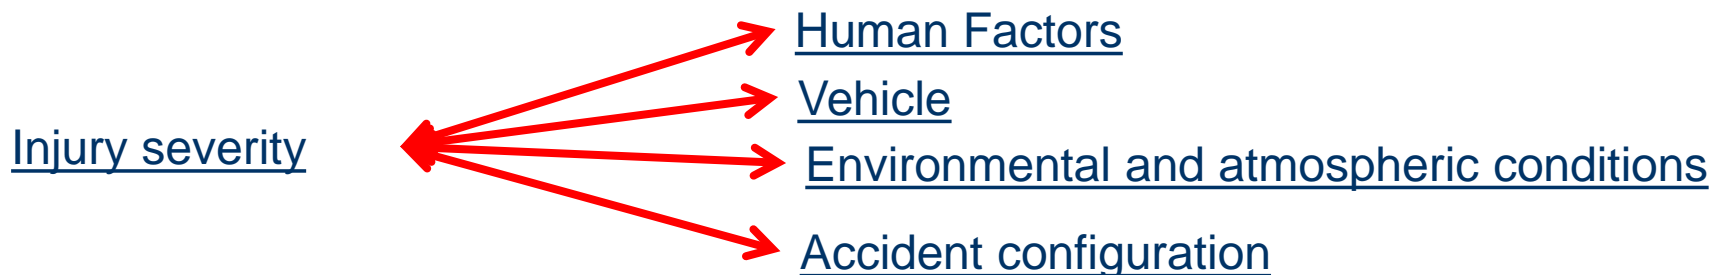 Human Factors
Vehicle
Injury severity
Environmental and atmospheric conditions
Accident configuration